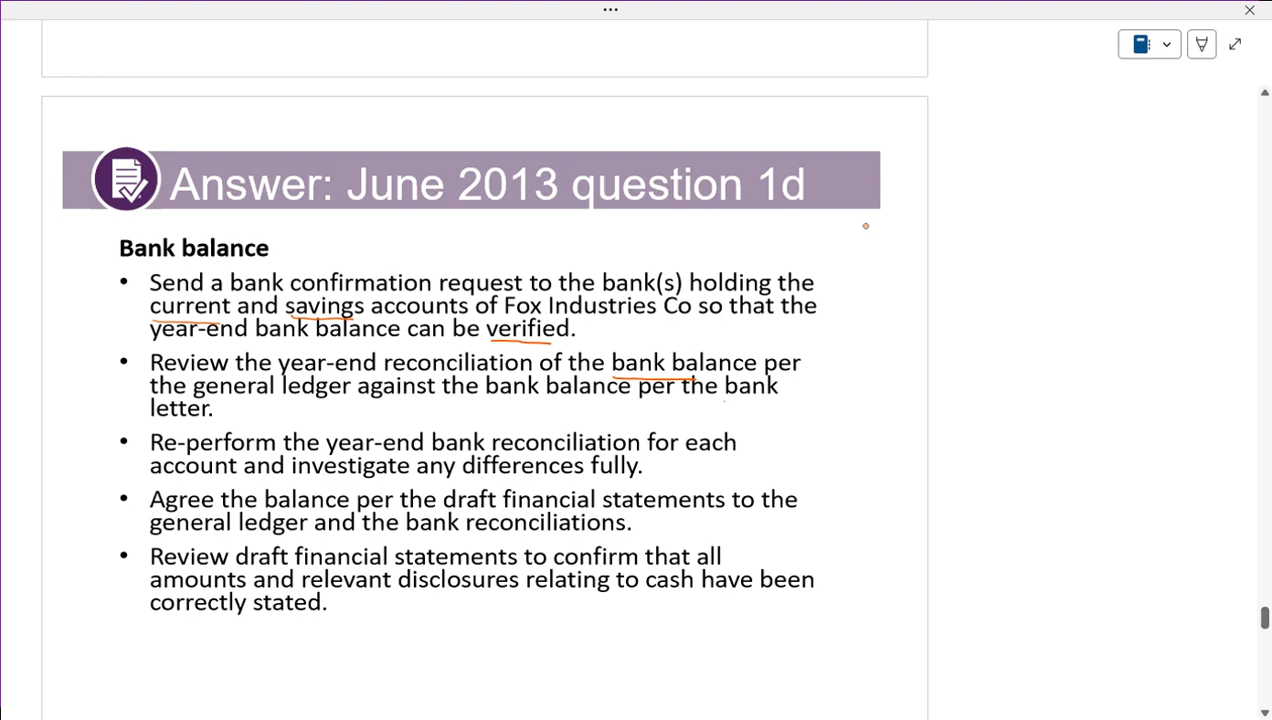 Answer: June 2013 question 1d
Bank balance
• Send a bank confirmation request to the bank(s) holding the
current and savings accounts of Fox Industries Co so that the
year-end bank balance can be verified.
• Review the year-end reconciliation of the bank balance per
the general ledger against the bank balance per the bank
letter.
• Re-perform the year-end bank reconciliation for each
account and investigate any differences fully.
• Agree the balance per the draft financial statements to the
general ledger and the bank reconciliations.
• Review draft financial statements to confirm that all
amounts and relevant disclosures relating to cash have been
correctly stated.